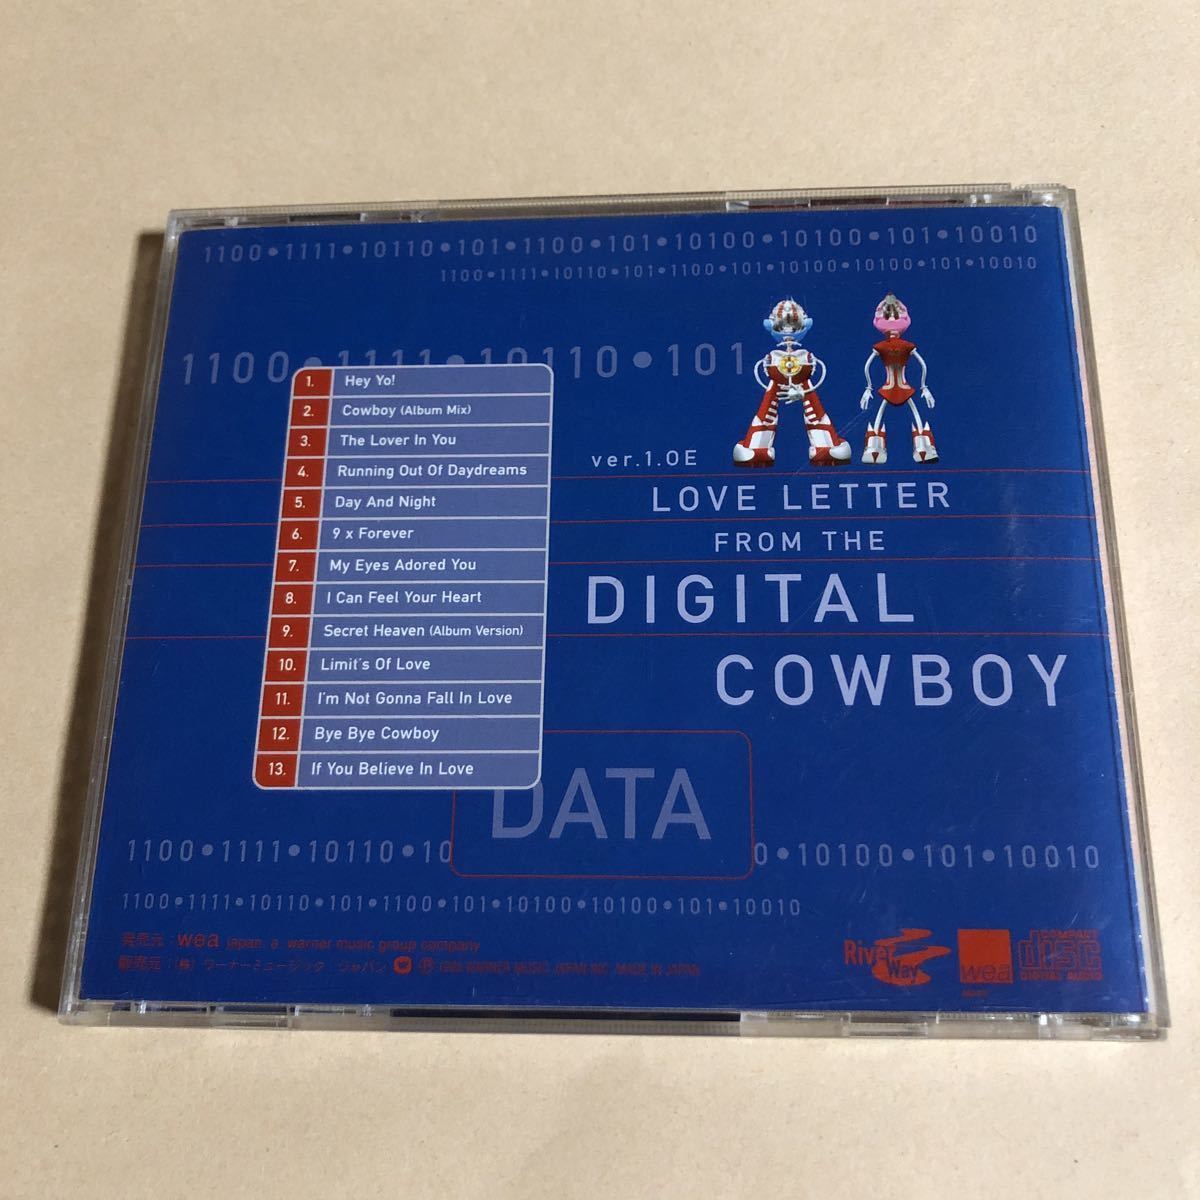 1100•1111•10110•101•1100•101•10100•10100•101•10010
1100•1111•10110•101•1100•101•10100•10100•101•10010
1100•1111•10110•101
1. Hey Yo!
2. Cowboy (Album Mix)
3. The Lover In You
4. Running Out Of Daydreams
5. Day And Night
6. 9 x Forever
7. My Eyes Adored You
8. I Can Feel Your Heart
9. Secret Heaven (Album Version)
10. Limit's Of Love
11. I'm Not Gonna Fall In Love
12. Bye Bye Cowboy
13. If You Believe In Love
ver.1.0E
LOVE LETTER
FROM THE
DIGITAL
COWBOY
DATA
1100•1111•10110•10
0•10100•101•10010
1100•1111•10110•101•1100•101•10100•10100•101•10010
発売元:wea japan, a warner music group company
販売元:(株)ワーナーミュージック・ジャパン ℗ WARNER MUSIC JAPAN INC. MADE IN JAPAN
River Way
wea
COMPACT
disc
DIGITAL AUDIO